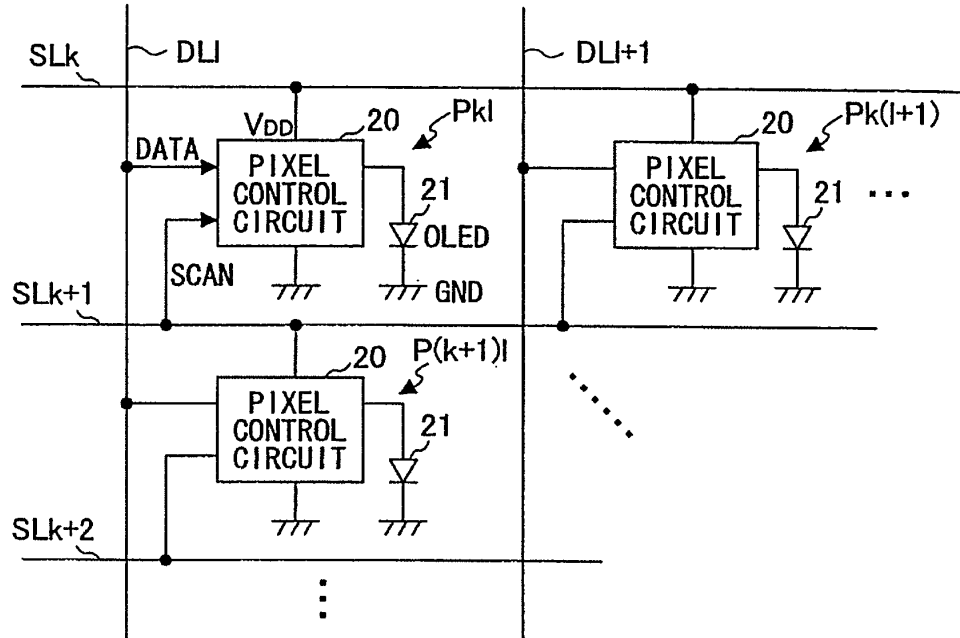 SLk
DLl
DLl+1
VDD
20
Pkl
20
Pk(l+1)
DATA
PIXEL
CONTROL
CIRCUIT
21
OLED
PIXEL
CONTROL
CIRCUIT
21
...
SCAN
GND
SLk+1
20
P(k+1)l
PIXEL
CONTROL
CIRCUIT
21
SLk+2